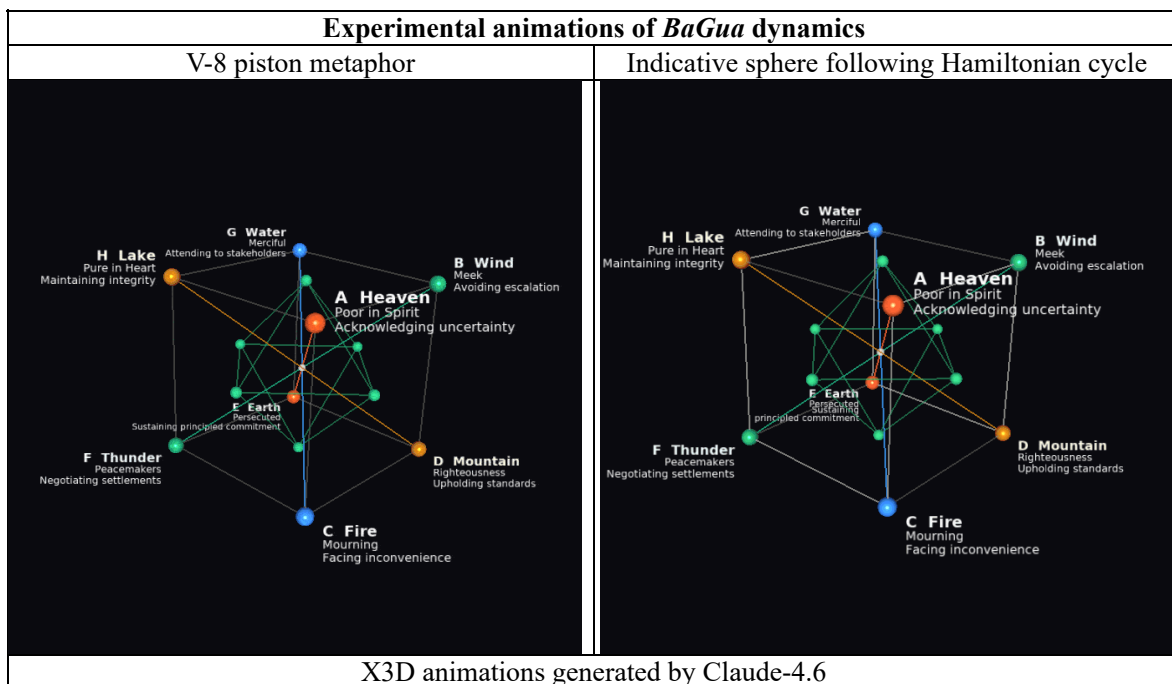 Experimental animations of BaGua dynamics
V-8 piston metaphor
Indicative sphere following Hamiltonian cycle
G Water
Merciful
Attending to stakeholders
H Lake
Pure in Heart
Maintaining integrity
B Wind
Meek
Avoiding escalation
A Heaven
Poor in Spirit
Acknowledging uncertainty
E Earth
Persecuted
Sustaining principled commitment
F Thunder
Peacemakers
Negotiating settlements
D Mountain
Righteousness
Upholding standards
C Fire
Mourning
Facing inconvenience
G Water
Merciful
Attending to stakeholders
H Lake
Pure in Heart
Maintaining integrity
B Wind
Meek
Avoiding escalation
A Heaven
Poor in Spirit
Acknowledging uncertainty
E Earth
Persecuted
Sustaining
principled commitment
F Thunder
Peacemakers
Negotiating settlements
D Mountain
Righteousness
Upholding standards
C Fire
Mourning
Facing inconvenience
X3D animations generated by Claude-4.6